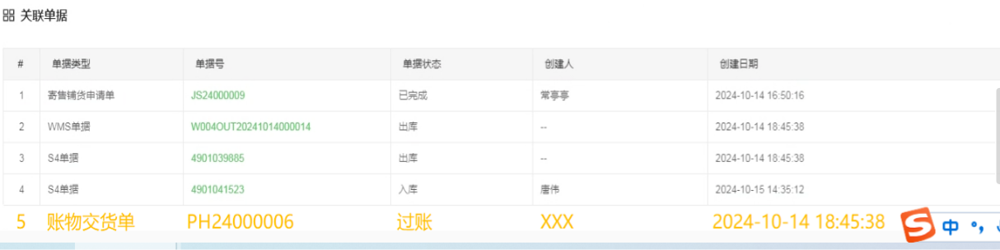 关联单据
# 单据类型 单据号 单据状态 创建人 创建日期
1 寄售铺货申请单 JS24000009 已完成 常亭亭 2024-10-14 16:50:16
2 WMS单据 W004OUT20241014000014 出库 -- 2024-10-14 18:45:38
3 S4单据 4901039885 出库 -- 2024-10-14 18:45:38
4 S4单据 4901041523 入库 唐伟 2024-10-15 14:35:12
5 账物交货单 PH24000006 过账 XXX 2024-10-14 18:45:38
S 中 °,